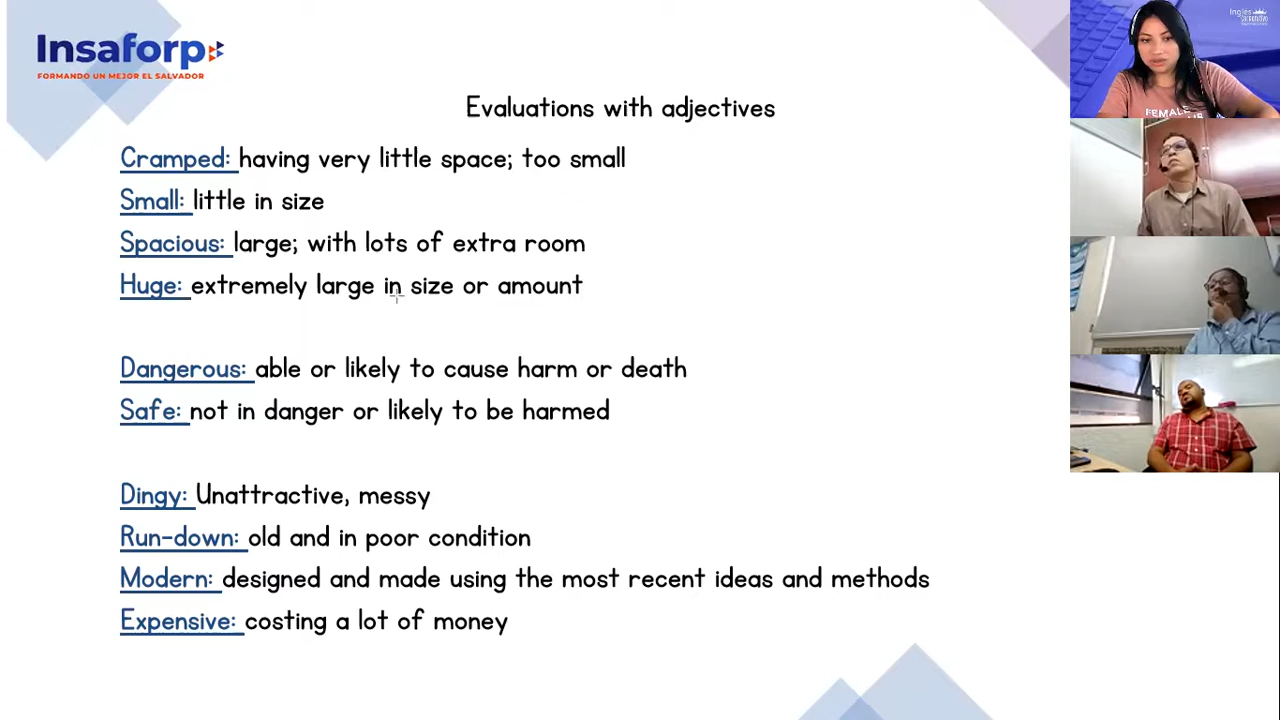 Insaforp
FORMANDO UN MEJOR EL SALVADOR
Evaluations with adjectives
Cramped: having very little space; too small
Small: little in size
Spacious: large; with lots of extra room
Huge: extremely large in size or amount
Dangerous: able or likely to cause harm or death
Safe: not in danger or likely to be harmed
Dingy: Unattractive, messy
Run-down: old and in poor condition
Modern: designed and made using the most recent ideas and methods
Expensive: costing a lot of money
Ingles
FEMALE